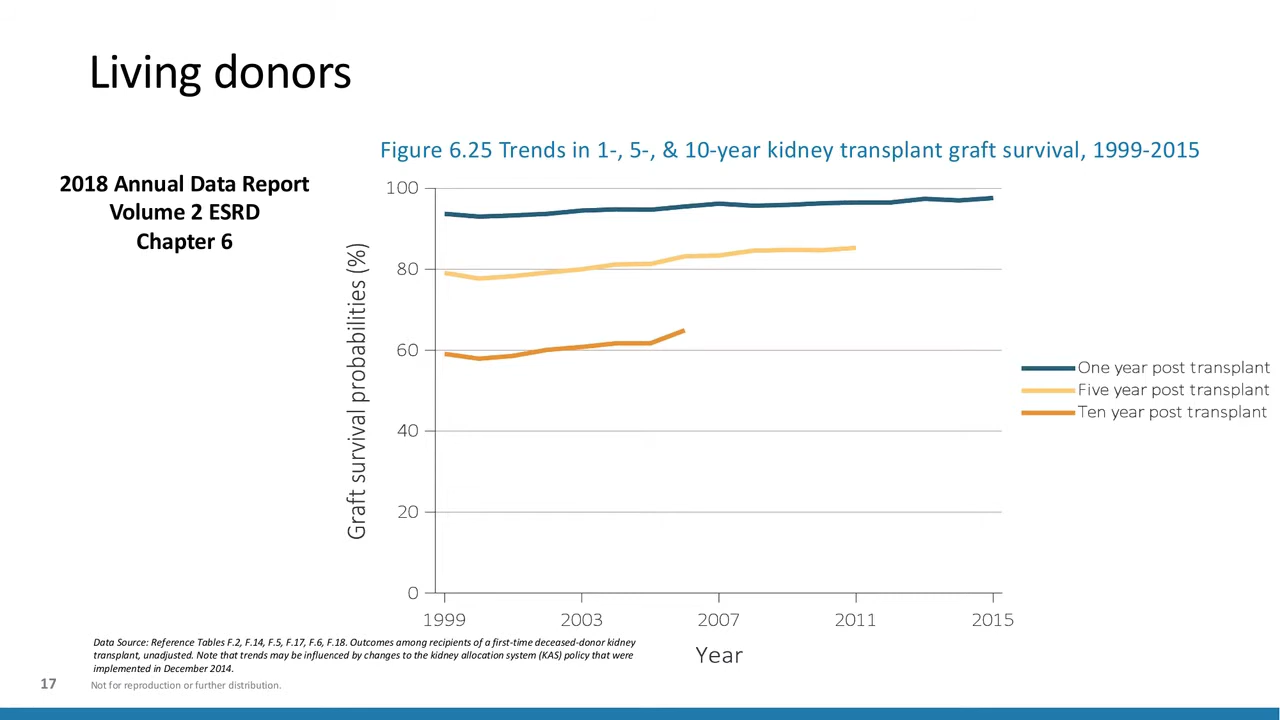 Living donors
Figure 6.25 Trends in 1-, 5-, & 10-year kidney transplant graft survival, 1999-2015
2018 Annual Data Report
Volume 2 ESRD
Chapter 6
Graft survival probabilities (%)
100
80
60
40
20
0
1999
2003
2007
2011
2015
Year
One year post transplant
Five year post transplant
Ten year post transplant
Data Source: Reference Tables F.2, F.14, F.5, F.17, F.6, F.18. Outcomes among recipients of a first-time deceased-donor kidney
transplant, unadjusted. Note that trends may be influenced by changes to the kidney allocation system (KAS) policy that were
implemented in December 2014.
17
Not for reproduction or further distribution.